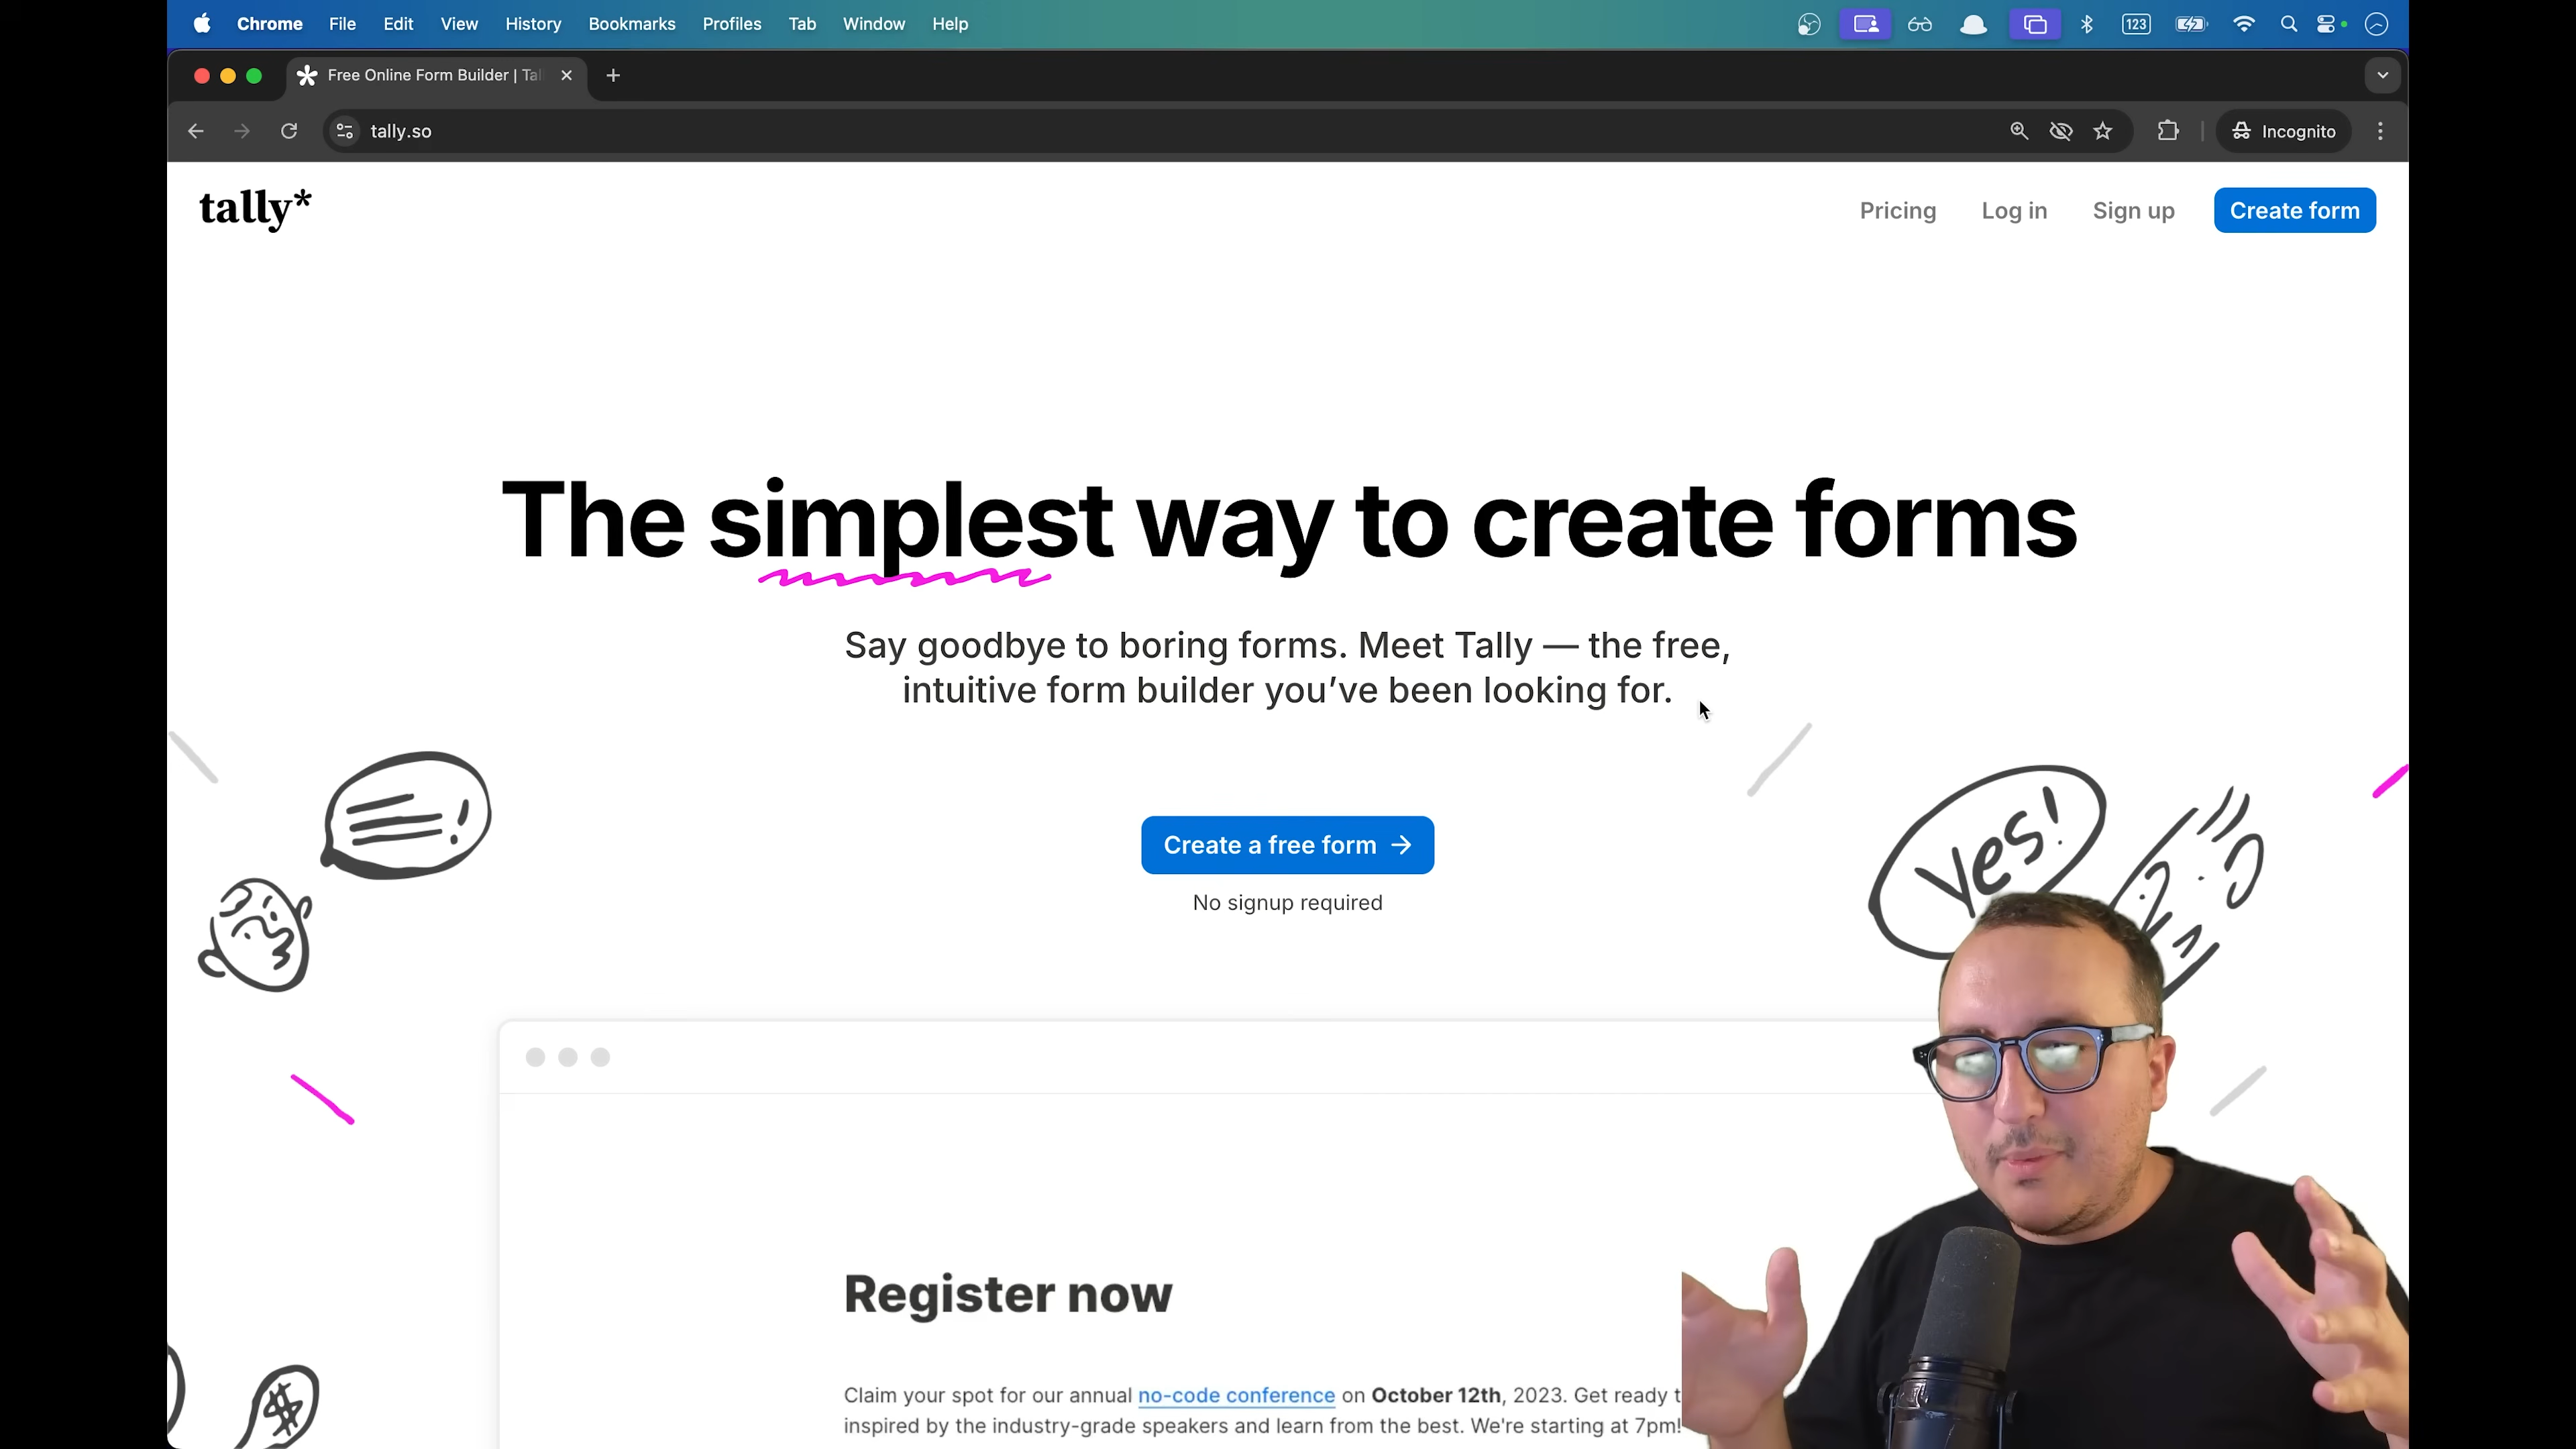 Chrome File Edit View History Bookmarks Profiles Tab Window Help
123
Free Online Form Builder | Tal
tally.so
Incognito
tally*
Pricing Log in Sign up Create form
The simplest way to create forms
Say goodbye to boring forms. Meet Tally — the free,
intuitive form builder you’ve been looking for.
!
yes!
Create a free form →
No signup required
Register now
Claim your spot for our annual no-code conference on October 12th, 2023. Get ready t
inspired by the industry-grade speakers and learn from the best. We're starting at 7pm!
$